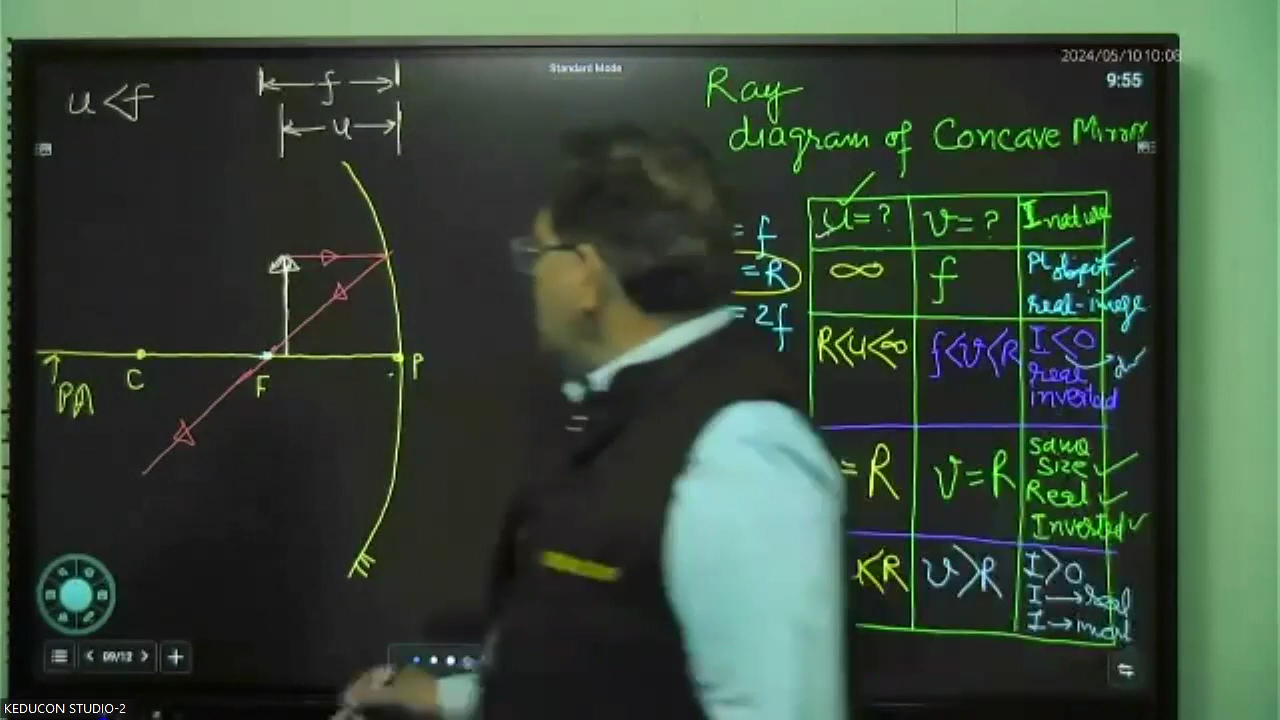 2024/05/10 10:08
Standard Mode
9:55
u < f
f
u
C
F
P
PA
Ray
diagram of Concave Mirror
= f
= R
= 2f
u = ? v = ? I nature
∞ f Pt object
real-image
R<u<∞ f<v<R I<O
real
inverted
= R v = R same
size
Real
Inverted
<R v>R I>O
I→real
I→invert
09/12
KEDUCON STUDIO-2